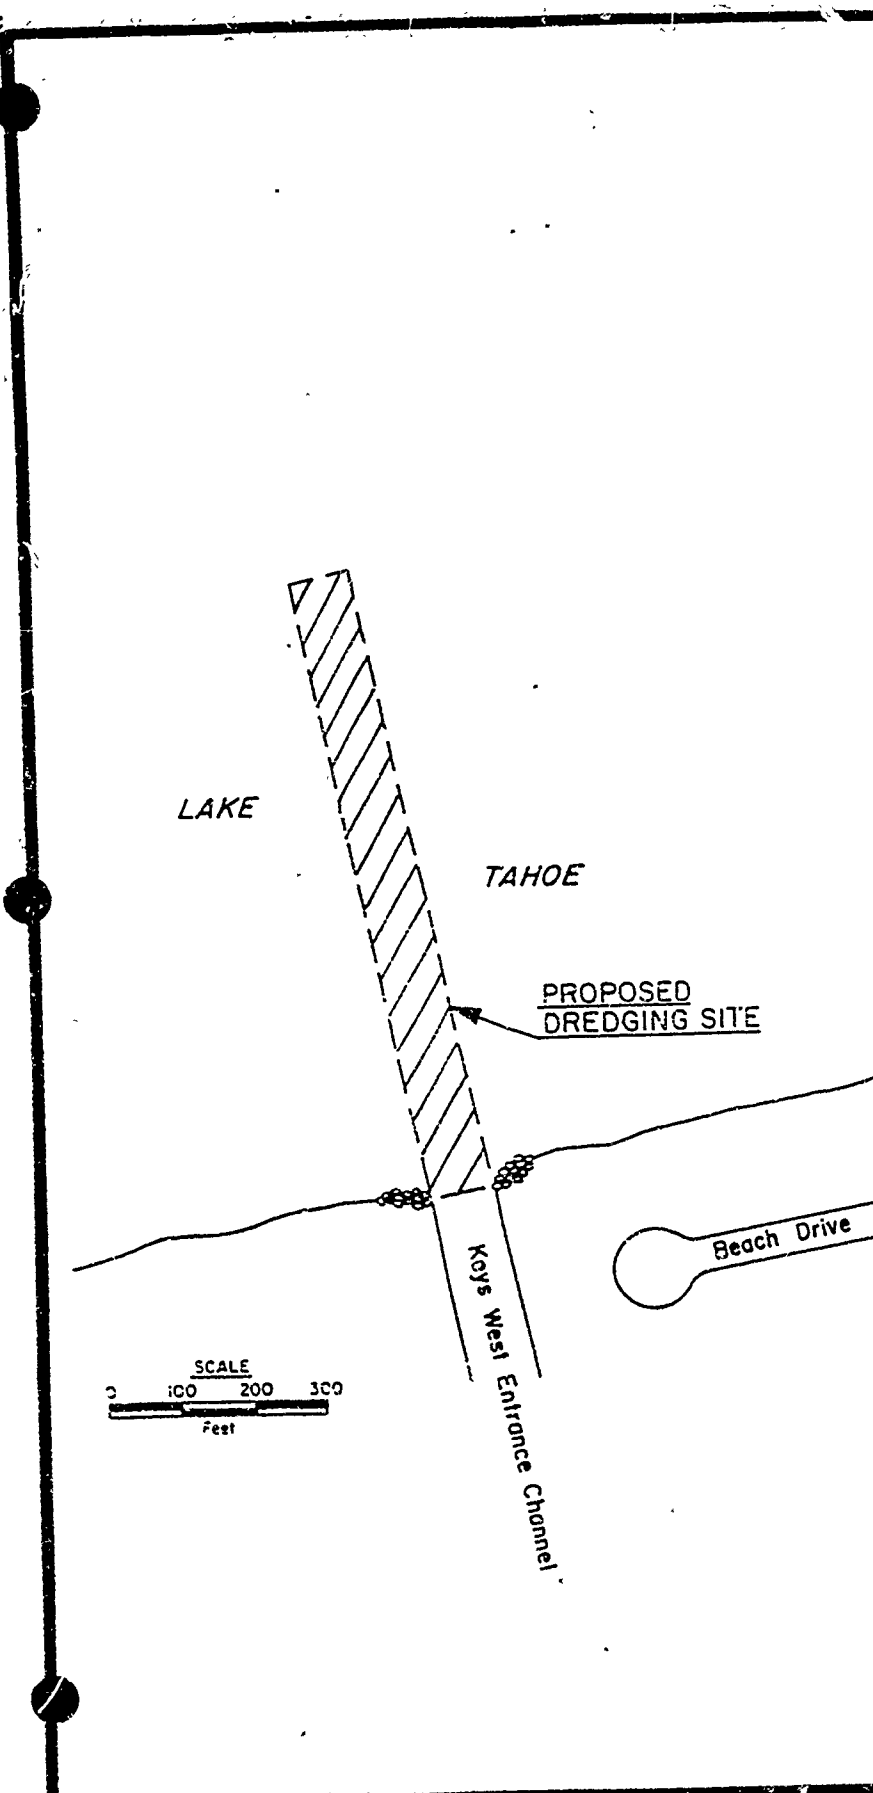 LAKE
TAHOE
PROPOSED
DREDGING SITE
Beach Drive
Keys West Entrance Channel
SCALE
0 100 200 300
Feet